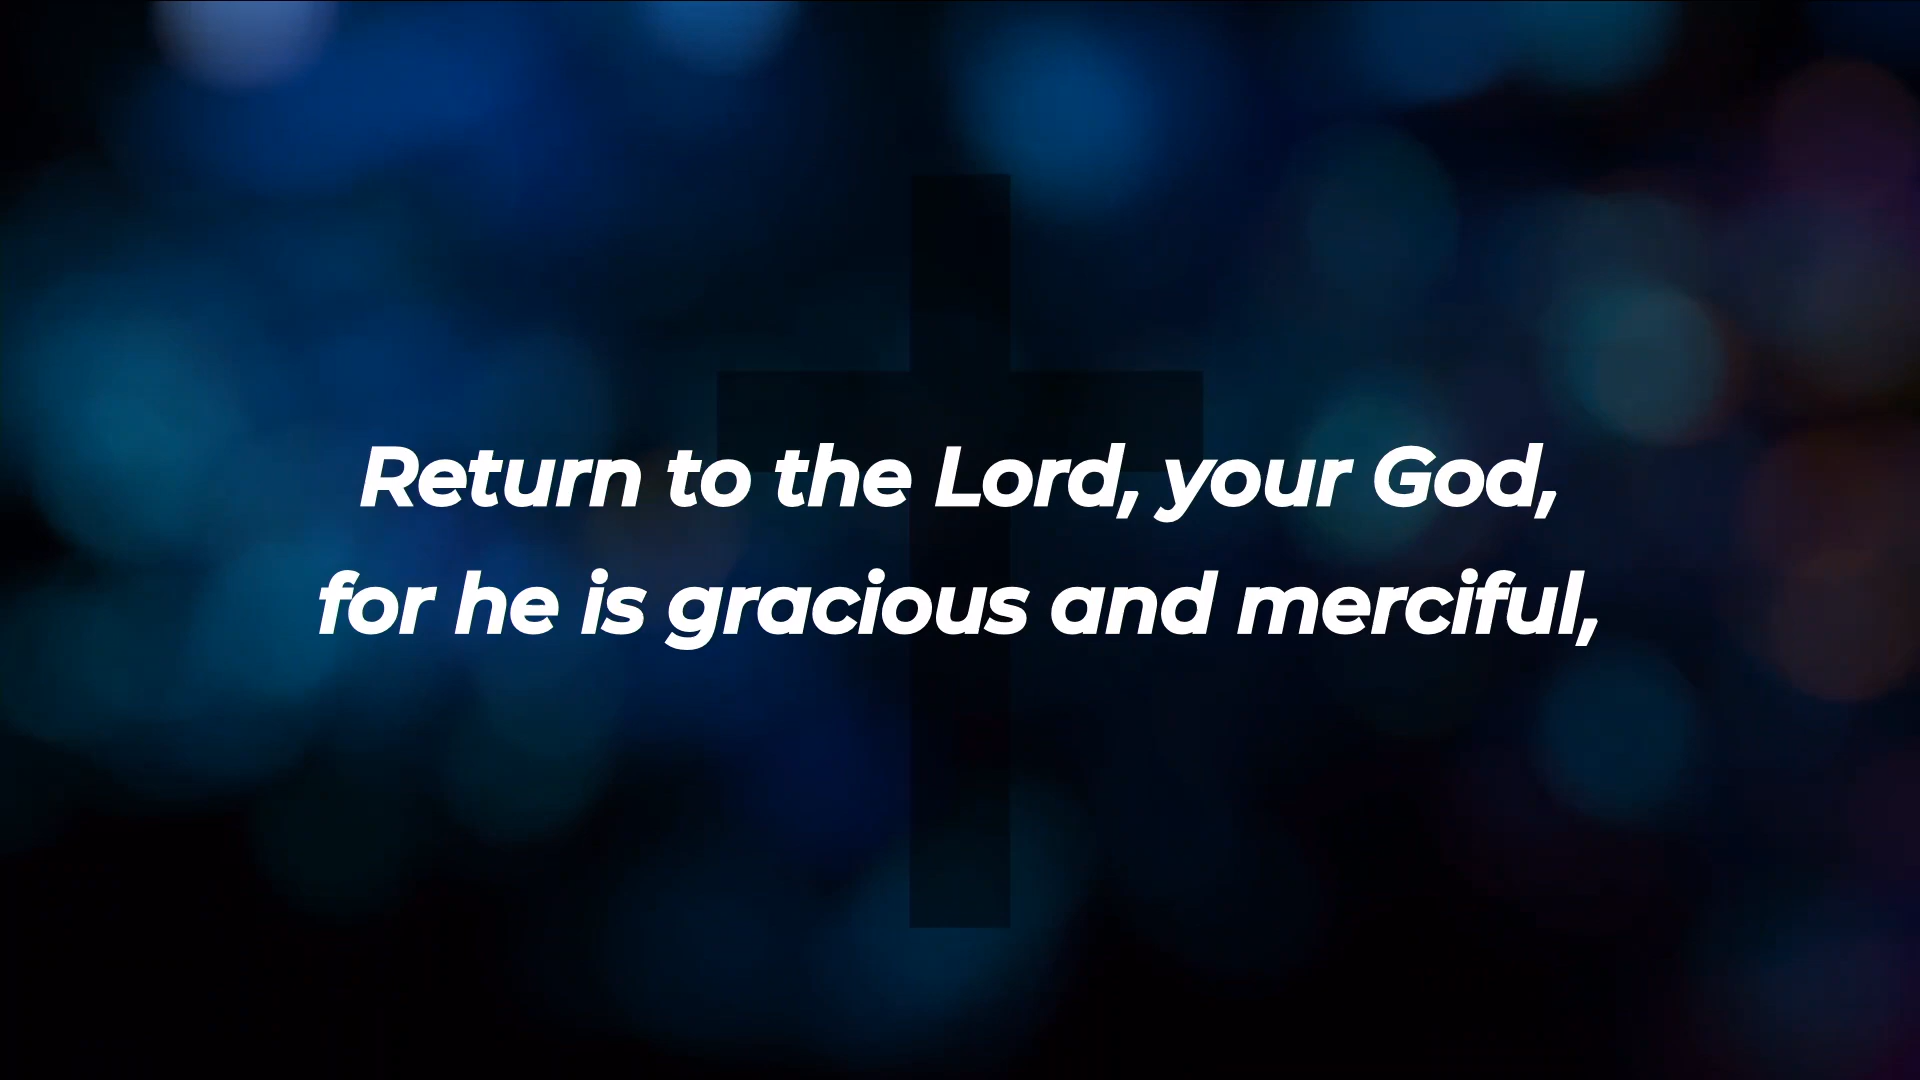 Return to the Lord, your God,
for he is gracious and merciful,